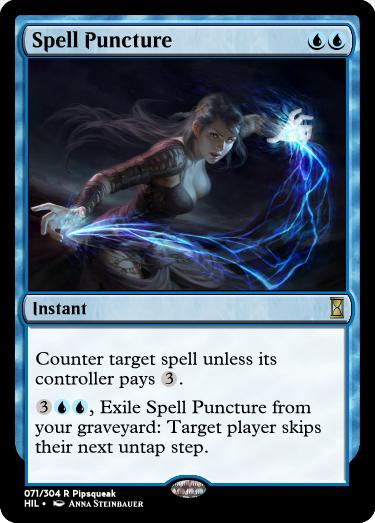 Spell Puncture
Instant
Counter target spell unless its
controller pays 3.
3, Exile Spell Puncture from
your graveyard: Target player skips
their next untap step.
071/304 R Pipsqueak
HIL • Anna Steinbauer